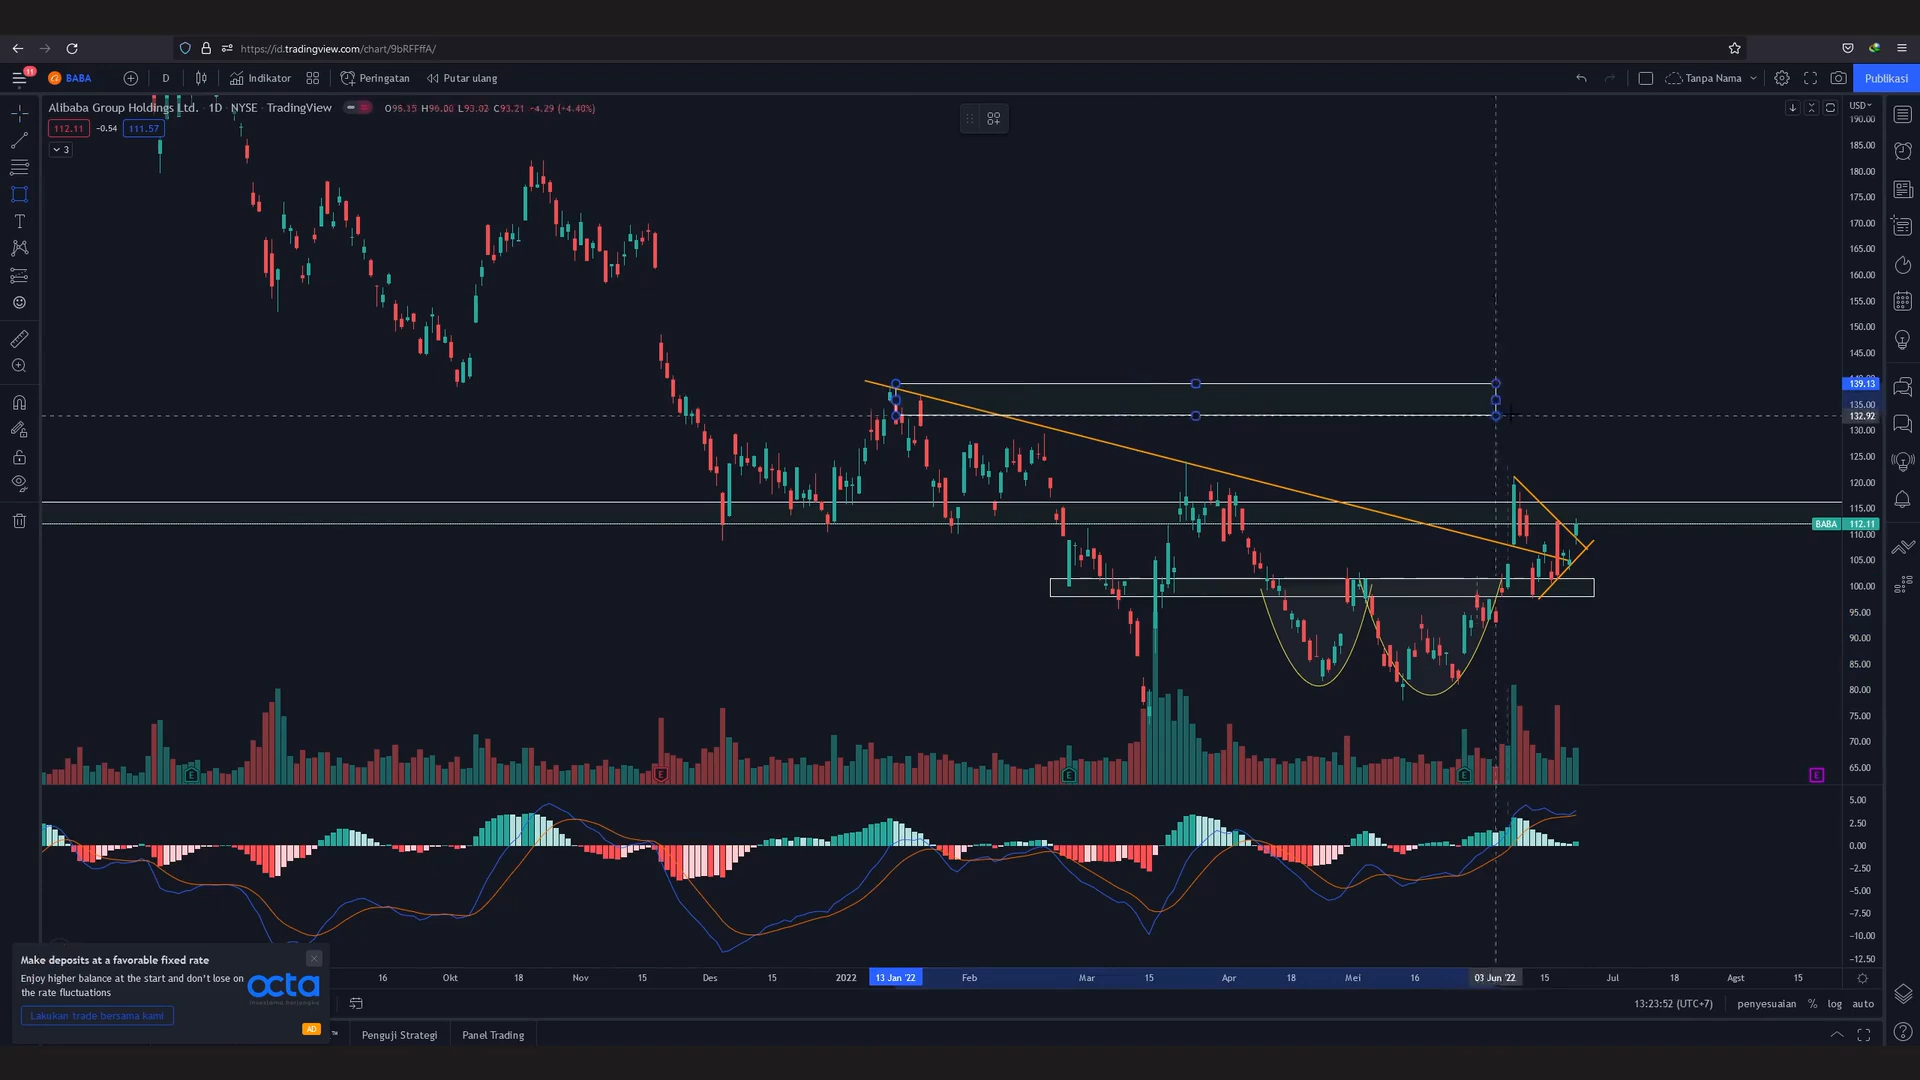 https://id.tradingview.com/chart/9bRFFffA/
11
BABA
D
Indikator
Peringatan
Putar ulang
Tanpa Nama
Publikasi
Alibaba Group Holdings Ltd. · 1D · NYSE · TradingView
O96.15 H96.00 L93.02 C93.21 −4.29 (−4.40%)
USD
112.11
-0.54
111.57
3
190.00
185.00
180.00
175.00
170.00
165.00
160.00
155.00
150.00
145.00
139.13
135.00
132.92
130.00
125.00
120.00
115.00
BABA
112.11
110.00
105.00
100.00
95.00
90.00
85.00
80.00
75.00
70.00
65.00
E
E
E
E
E
5.00
2.50
0.00
−2.50
−5.00
−7.50
−10.00
−12.50
Make deposits at a favorable fixed rate
Enjoy higher balance at the start and don't lose on
the rate fluctuations
octa
Lakukan trade bersama kami
AD
16
Okt
18
Nov
15
Des
15
2022
13 Jan '22
Feb
Mar
15
Apr
18
Mei
16
03 Jun '22
15
Jul
18
Agst
15
13:23:52 (UTC+7)
penyesuaian
%
log
auto
Penguji Strategi
Panel Trading